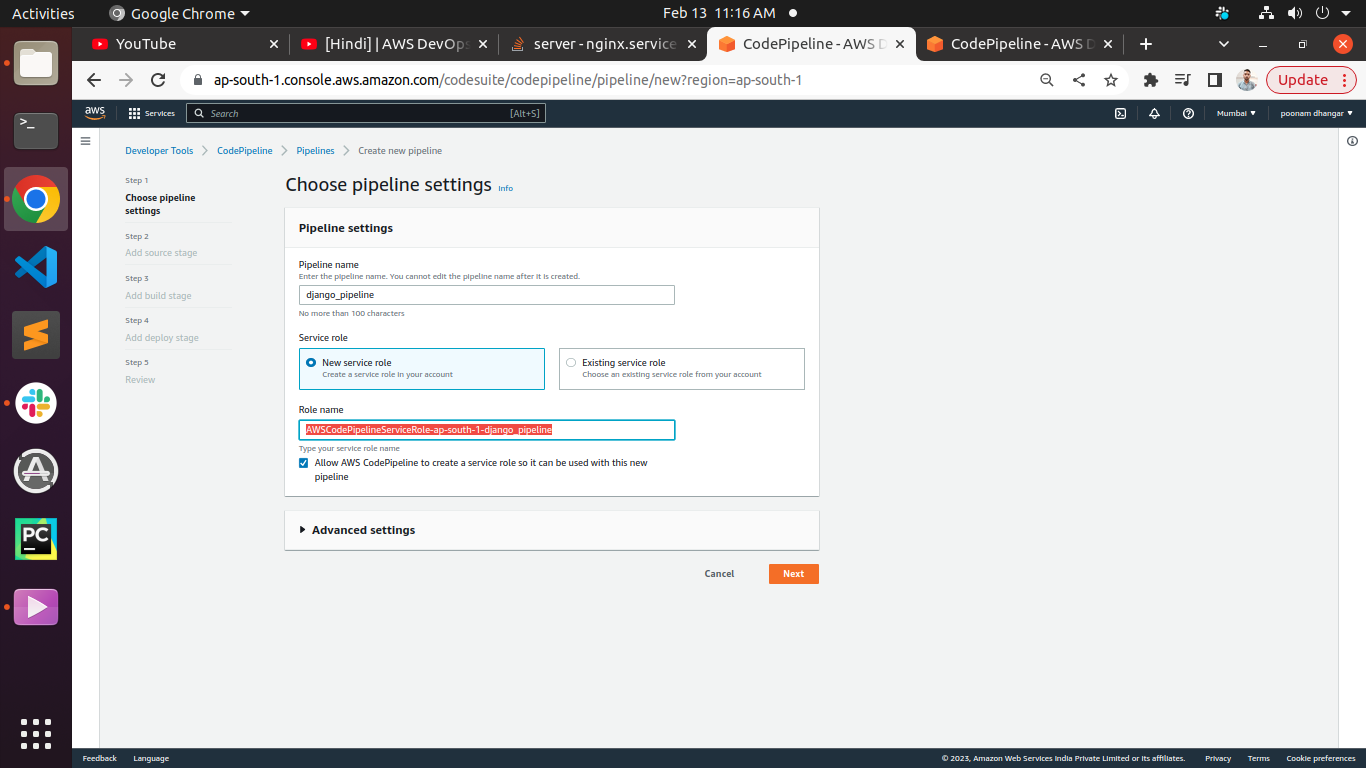 Activities Google Chrome Feb 13 11:16 AM
YouTube [Hindi] | AWS DevOps server - nginx.service CodePipeline - AWS D CodePipeline - AWS D
ap-south-1.console.aws.amazon.com/codesuite/codepipeline/pipeline/new?region=ap-south-1 Update
aws Services Search [Alt+S] Mumbai poonam dhangar
Developer Tools CodePipeline Pipelines Create new pipeline
Step 1
Choose pipeline
settings
Step 2
Add source stage
Step 3
Add build stage
Step 4
Add deploy stage
Step 5
Review
Choose pipeline settings Info
Pipeline settings
Pipeline name
Enter the pipeline name. You cannot edit the pipeline name after it is created.
django_pipeline
No more than 100 characters
Service role
New service role
Create a service role in your account
Existing service role
Choose an existing service role from your account
Role name
AWSCodePipelineServiceRole-ap-south-1-django_pipeline
Type your service role name
Allow AWS CodePipeline to create a service role so it can be used with this new
pipeline
Advanced settings
Cancel Next
PC
Feedback Language © 2023, Amazon Web Services India Private Limited or its affiliates. Privacy Terms Cookie preferences